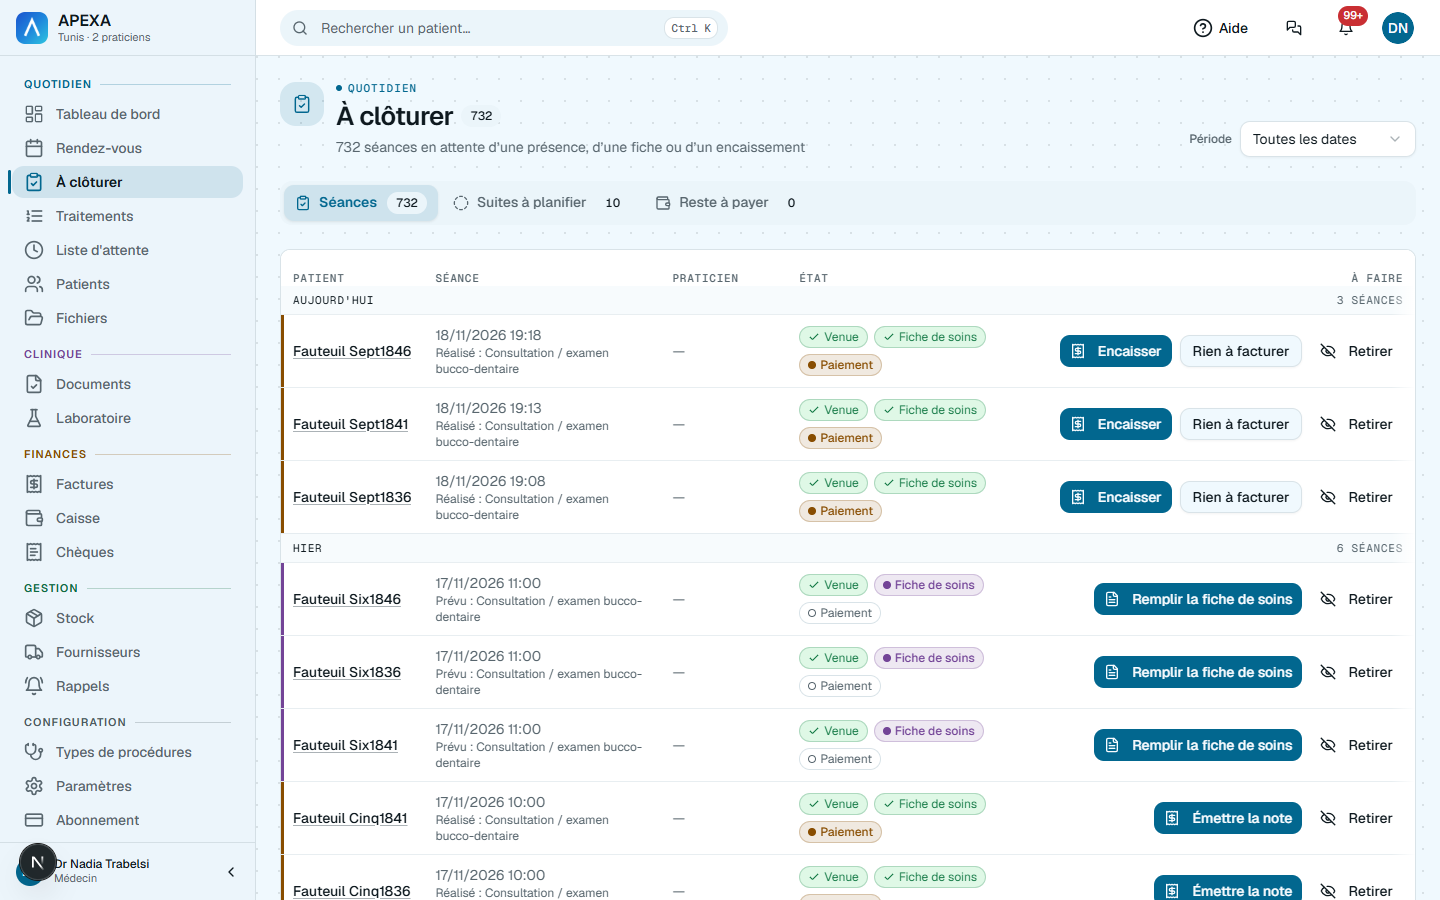 APEXA
Tunis · 2 praticiens
Rechercher un patient…
Ctrl K
Aide
99+
DN
QUOTIDIEN
Tableau de bord
Rendez-vous
À clôturer
Traitements
Liste d'attente
Patients
Fichiers
CLINIQUE
Documents
Laboratoire
FINANCES
Factures
Caisse
Chèques
GESTION
Stock
Fournisseurs
Rappels
CONFIGURATION
Types de procédures
Paramètres
Abonnement
N
Dr Nadia Trabelsi
Médecin
QUOTIDIEN
À clôturer 732
732 séances en attente d'une présence, d'une fiche ou d'un encaissement
Période
Toutes les dates
Séances 732
Suites à planifier 10
Reste à payer 0
PATIENT SÉANCE PRATICIEN ÉTAT À FAIRE
AUJOURD'HUI 3 SÉANCES
Fauteuil Sept1846
18/11/2026 19:18
Réalisé : Consultation / examen
bucco-dentaire
—
Venue Fiche de soins
Paiement
Encaisser Rien à facturer Retirer
Fauteuil Sept1841
18/11/2026 19:13
Réalisé : Consultation / examen
bucco-dentaire
—
Venue Fiche de soins
Paiement
Encaisser Rien à facturer Retirer
Fauteuil Sept1836
18/11/2026 19:08
Réalisé : Consultation / examen
bucco-dentaire
—
Venue Fiche de soins
Paiement
Encaisser Rien à facturer Retirer
HIER 6 SÉANCES
Fauteuil Six1846
17/11/2026 11:00
Prévu : Consultation / examen bucco-
dentaire
—
Venue Fiche de soins
Paiement
Remplir la fiche de soins Retirer
Fauteuil Six1836
17/11/2026 11:00
Prévu : Consultation / examen bucco-
dentaire
—
Venue Fiche de soins
Paiement
Remplir la fiche de soins Retirer
Fauteuil Six1841
17/11/2026 11:00
Prévu : Consultation / examen bucco-
dentaire
—
Venue Fiche de soins
Paiement
Remplir la fiche de soins Retirer
Fauteuil Cinq1841
17/11/2026 10:00
Réalisé : Consultation / examen
bucco-dentaire
—
Venue Fiche de soins
Paiement
Émettre la note Retirer
Fauteuil Cinq1836
17/11/2026 10:00
Réalisé : Consultation / examen
—
Venue Fiche de soins
Émettre la note Retirer